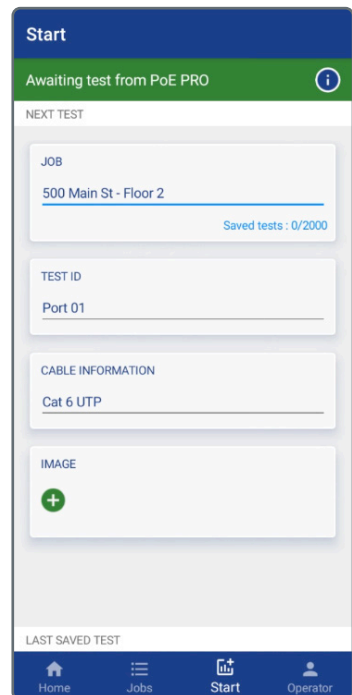 Start
Awaiting test from PoE PRO
NEXT TEST
JOB
500 Main St - Floor 2
Saved tests : 0/2000
TEST ID
Port 01
CABLE INFORMATION
Cat 6 UTP
IMAGE
LAST SAVED TEST
Home Jobs Start Operator